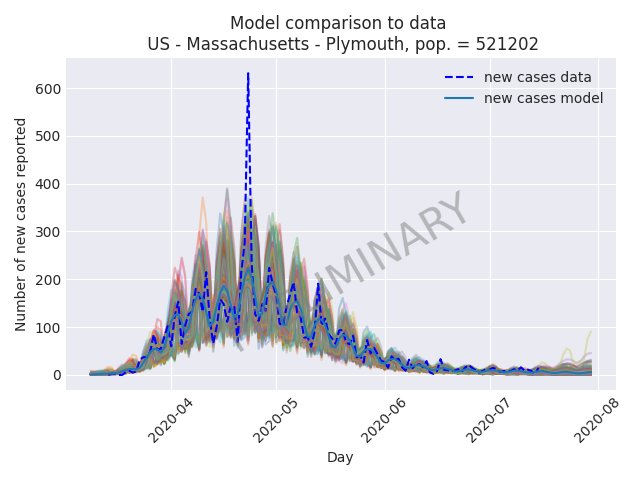 Model comparison to data
US - Massachusetts - Plymouth, pop. = 521202
new cases data
new cases model
Number of new cases reported
600
500
400
300
200
100
0
2020-04
2020-05
2020-06
2020-07
2020-08
Day